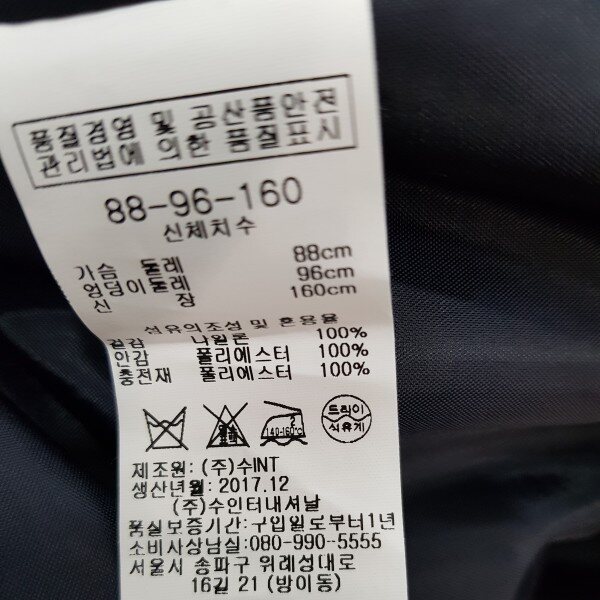 품질경영 및 공산품안전
관리법에 의한 품질표시
88-96-160
신체치수
가슴 둘레 88cm
엉덩이둘레 96cm
신 장 160cm
섬유의조성 및 혼용율
겉감 나일론 100%
안감 폴리에스터 100%
충전재 폴리에스터 100%
2
140-160℃
드라이
석유계
제조원: (주)수INT
생산년월: 2017.12
(주)수인터내셔날
품질보증기간:구입일로부터1년
소비사상남실:080-990-5555
서울시 송파구 위례성대로
16길 21 (방이동)